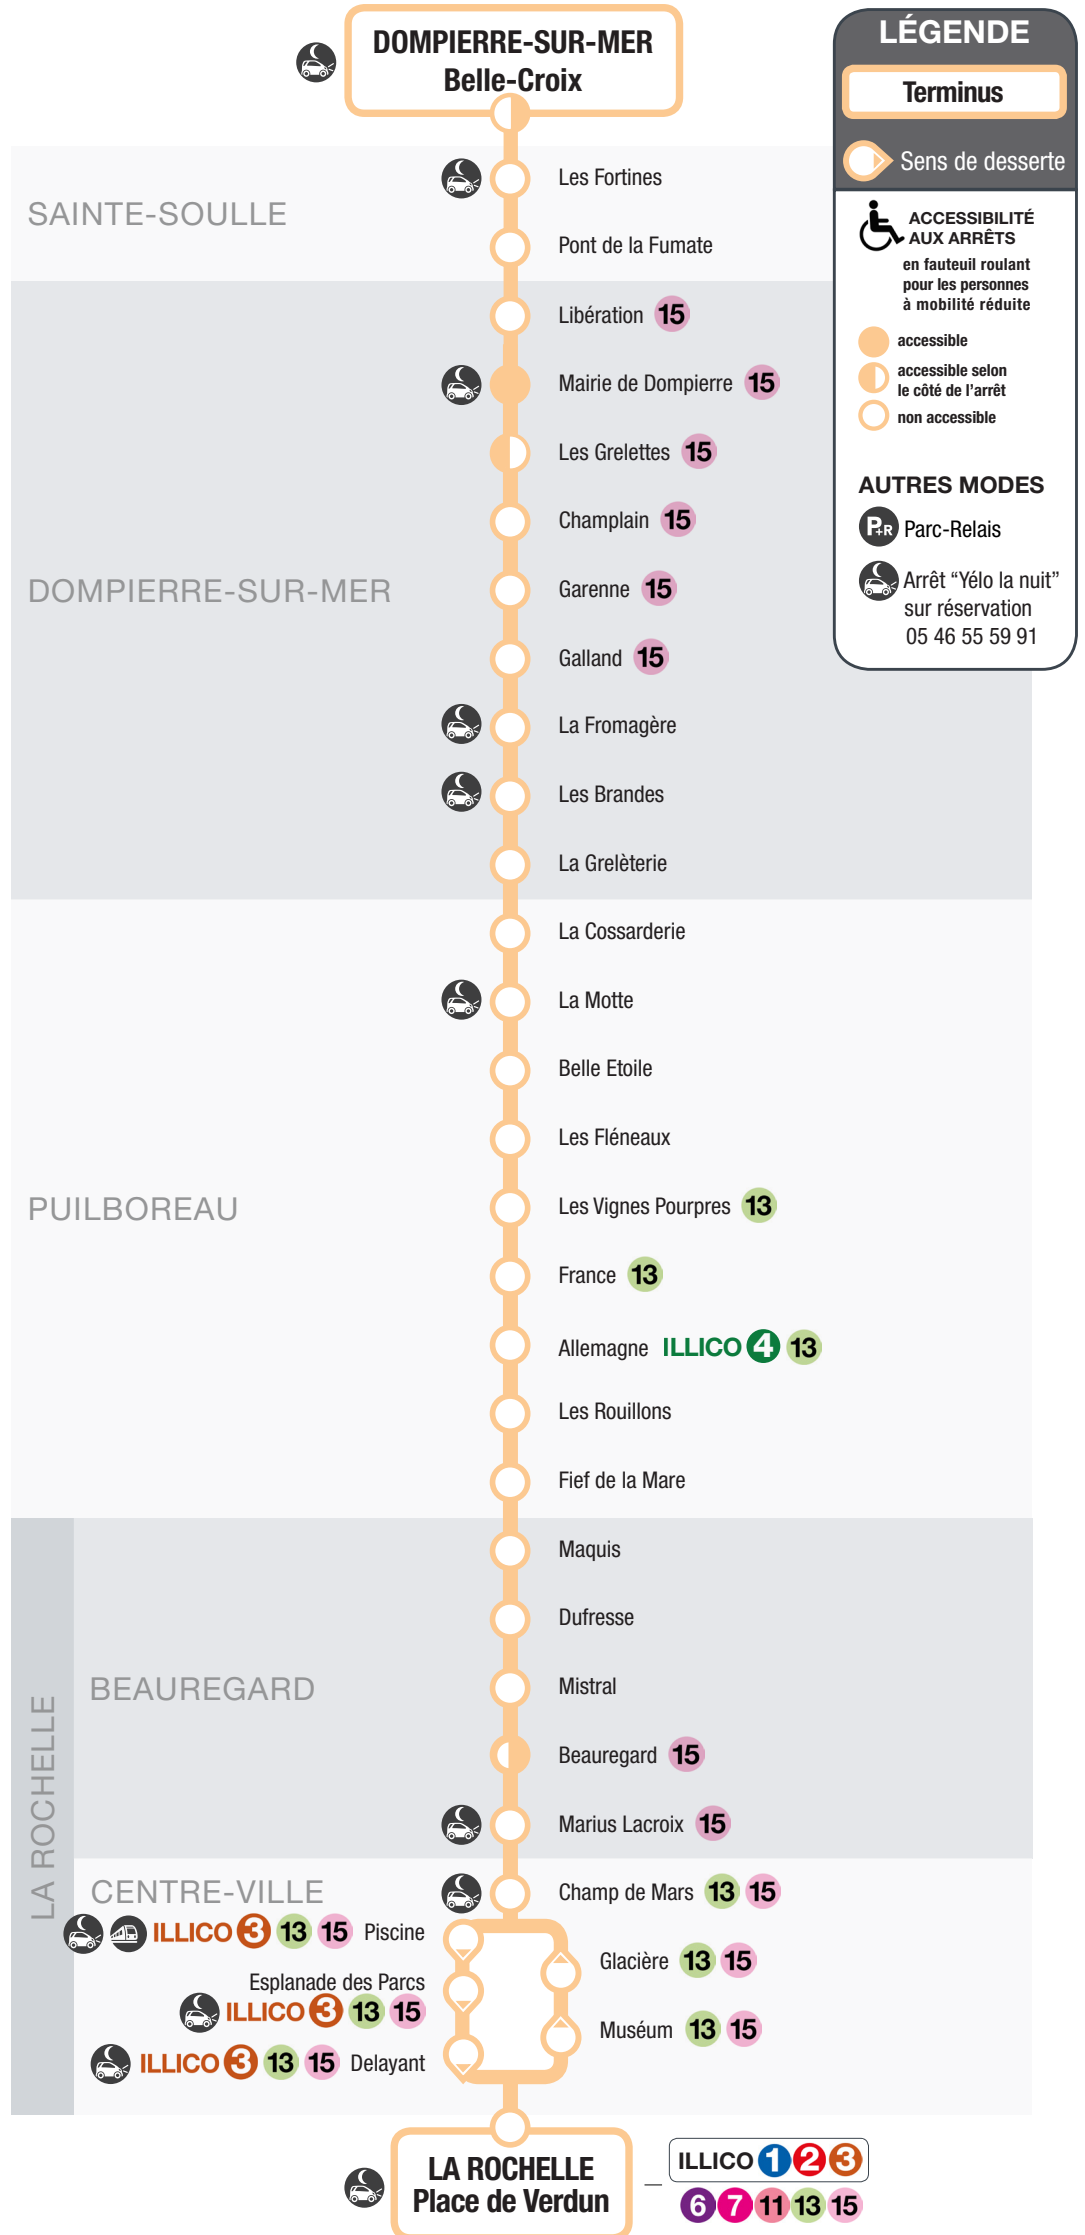 DOMPIERRE-SUR-MER
Belle-Croix
LÉGENDE
Terminus
Sens de desserte
ACCESSIBILITÉ
AUX ARRÊTS
en fauteuil roulant
pour les personnes
à mobilité réduite
accessible
accessible selon
le côté de l'arrêt
non accessible
AUTRES MODES
P+R Parc-Relais
Arrêt “Yélo la nuit”
sur réservation
05 46 55 59 91
SAINTE-SOULLE
Les Fortines
Pont de la Fumate
DOMPIERRE-SUR-MER
Libération 15
Mairie de Dompierre 15
Les Grelettes 15
Champlain 15
Garenne 15
Galland 15
La Fromagère
Les Brandes
La Grelèterie
PUILBOREAU
La Cossarderie
La Motte
Belle Etoile
Les Fléneaux
Les Vignes Pourpres 13
France 13
Allemagne ILLICO 4 13
Les Rouillons
Fief de la Mare
LA ROCHELLE
BEAUREGARD
Maquis
Dufresse
Mistral
Beauregard 15
Marius Lacroix 15
CENTRE-VILLE
Champ de Mars 13 15
ILLICO 3 13 15 Piscine
Glacière 13 15
Esplanade des Parcs
ILLICO 3 13 15
Muséum 13 15
ILLICO 3 13 15 Delayant
LA ROCHELLE
Place de Verdun
ILLICO 1 2 3
6 7 11 13 15